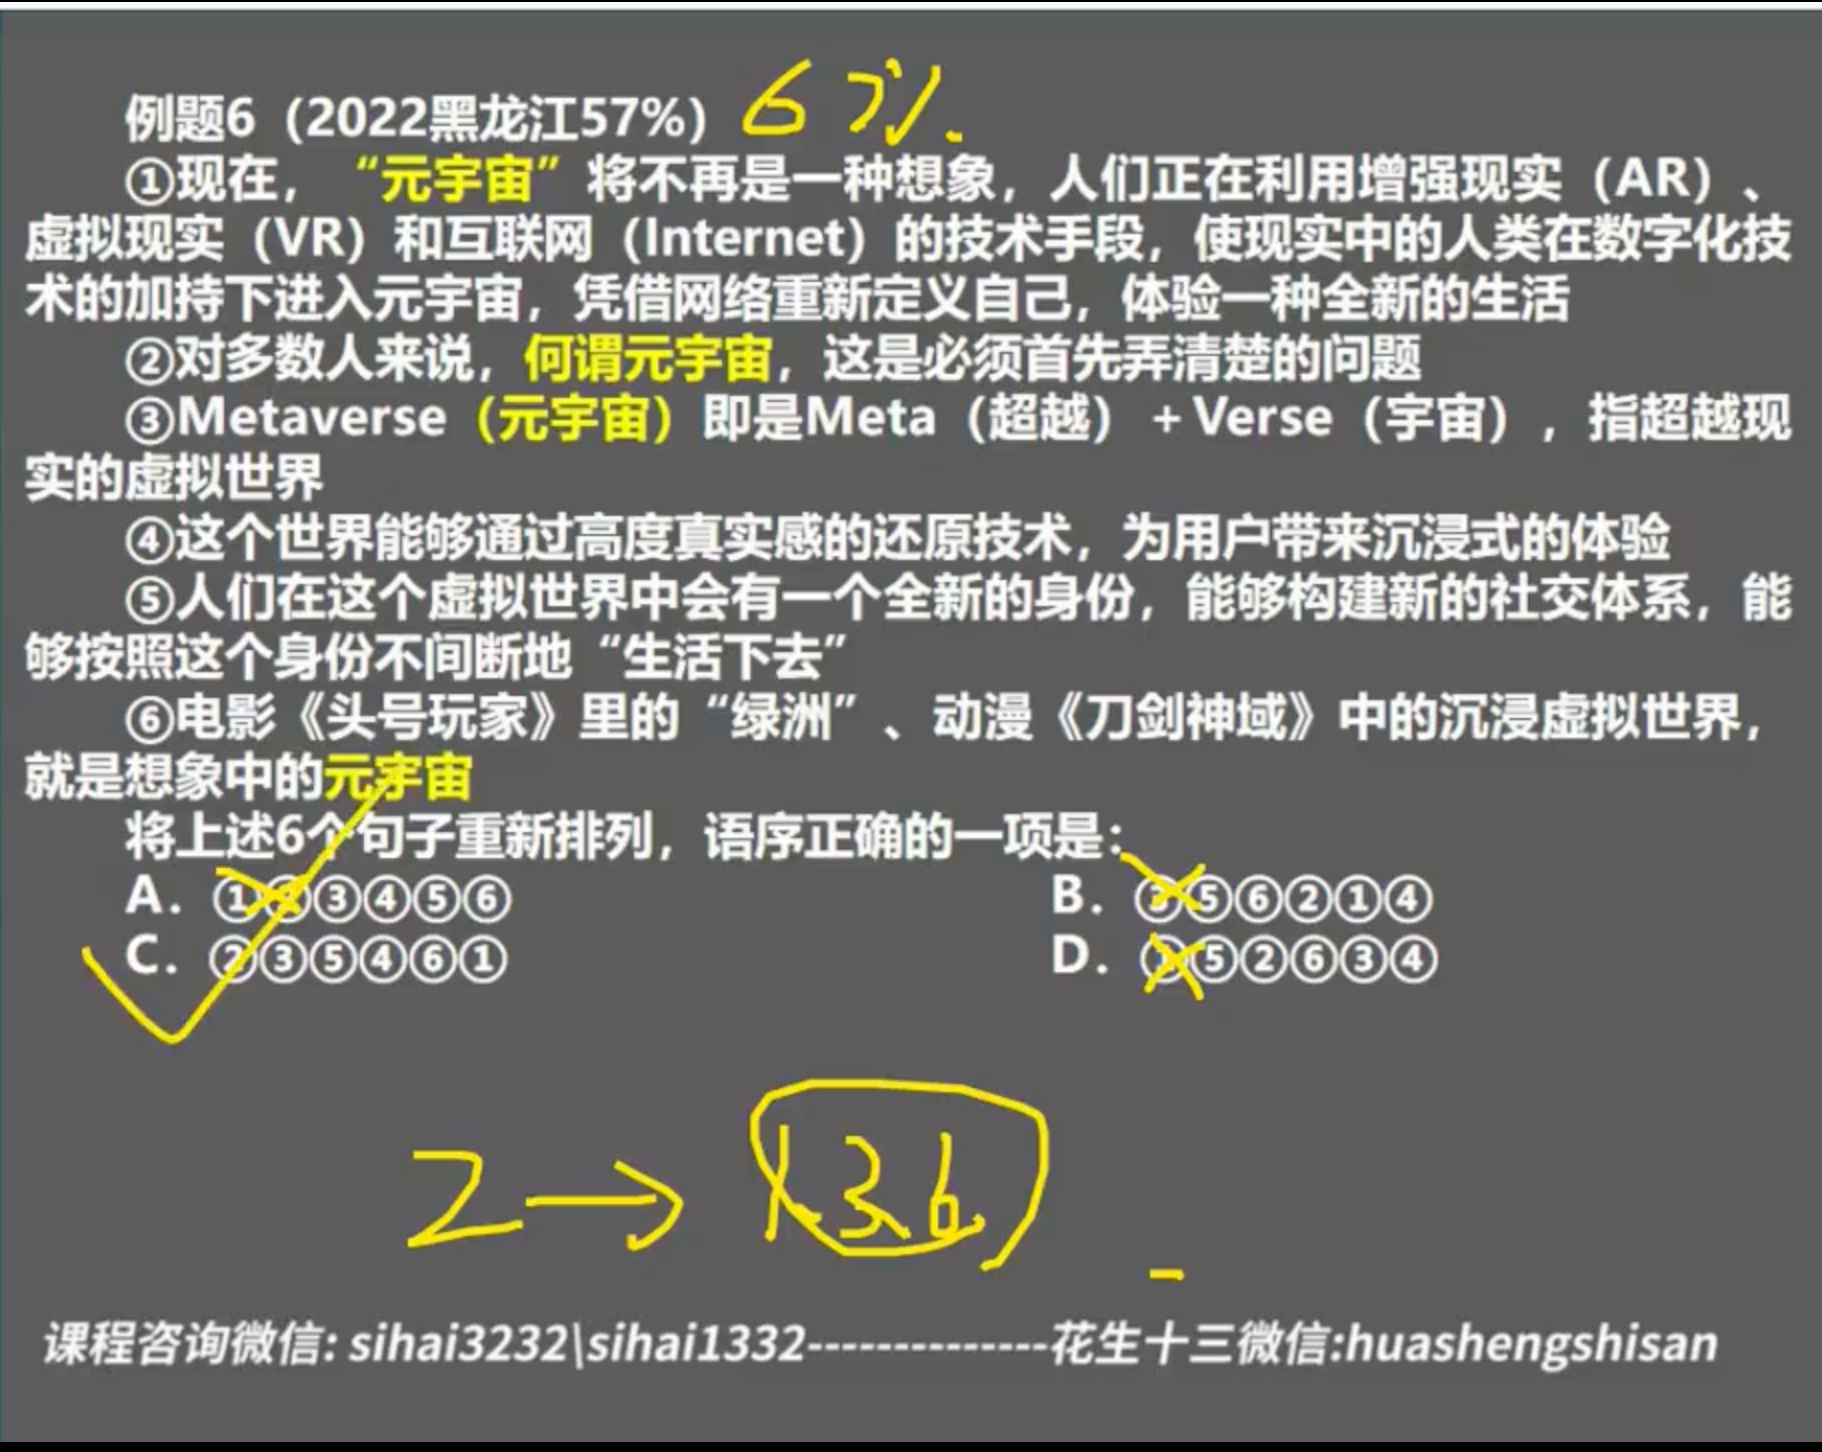 例题6（2022黑龙江57%）67%.
①现在，“元宇宙”将不再是一种想象，人们正在利用增强现实（AR）、
虚拟现实（VR）和互联网（Internet）的技术手段，使现实中的人类在数字化技
术的加持下进入元宇宙，凭借网络重新定义自己，体验一种全新的生活
②对多数人来说，何谓元宇宙，这是必须首先弄清楚的问题
③Metaverse（元宇宙）即是Meta（超越）+Verse（宇宙），指超越现
实的虚拟世界
④这个世界能够通过高度真实感的还原技术，为用户带来沉浸式的体验
⑤人们在这个虚拟世界中会有一个全新的身份，能够构建新的社交体系，能
够按照这个身份不间断地“生活下去”
⑥电影《头号玩家》里的“绿洲”、动漫《刀剑神域》中的沉浸虚拟世界，
就是想象中的元宇宙
将上述6个句子重新排列，语序正确的一项是：
A. ①②③④⑤⑥ B. ③⑤⑥②①④
C. ②③⑤④⑥① D. ①⑤②⑥③④
2→1.3.6.
课程咨询微信: sihai3232\sihai1332--------------花生十三微信:huashengshisan